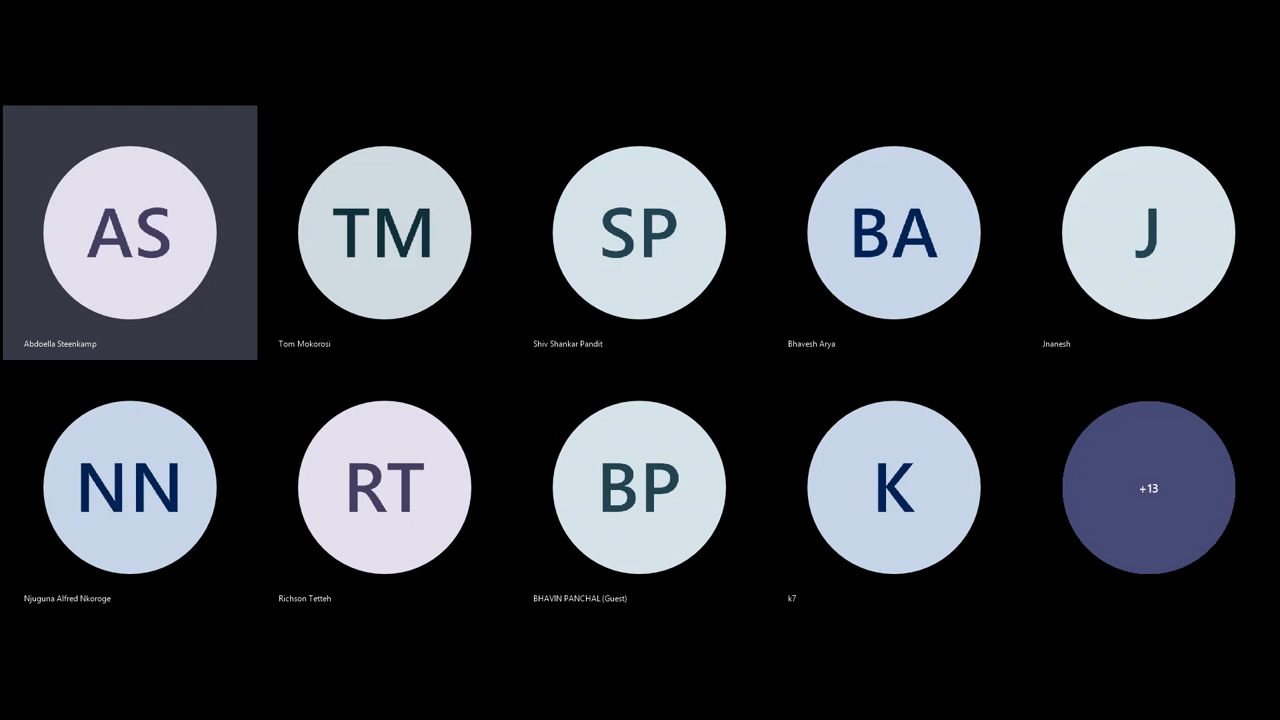 AS
TM
SP
BA
J
Abdoella Steenkamp
Tom Mokorosi
Shiv Shankar Pandit
Bhavesh Arya
Jnanesh
NN
RT
BP
K
+13
Njuguna Alfred Nkoroge
Richson Tetteh
BHAVIN PANCHAL (Guest)
k7